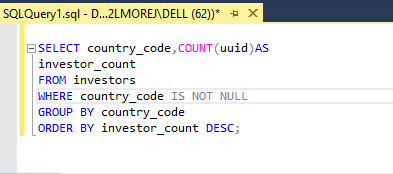 SQLQuery1.sql - D...2LMOREJ\DELL (62))*
SELECT country_code,COUNT(uuid)AS
investor_count
FROM investors
WHERE country_code IS NOT NULL
GROUP BY country_code
ORDER BY investor_count DESC;